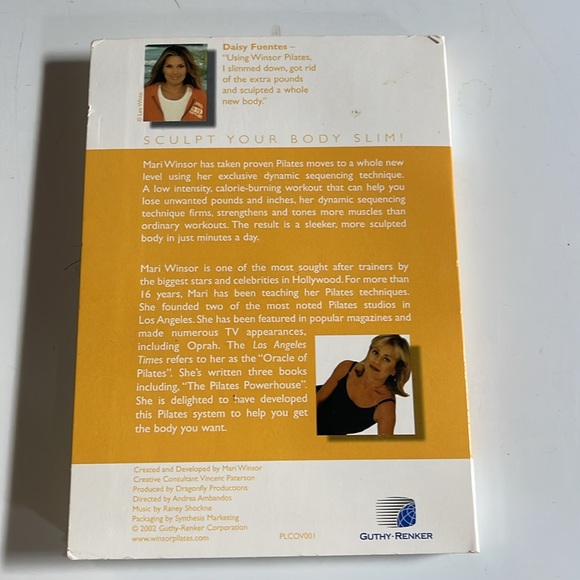 Daisy Fuentes –
"Using Winsor Pilates,
I slimmed down, got rid
of the extra pounds
and sculpted a whole
new body."
© Les White
SCULPT YOUR BODY SLIM!
Mari Winsor has taken proven Pilates moves to a whole new
level using her exclusive dynamic sequencing technique.
A low intensity, calorie-burning workout that can help you
lose unwanted pounds and inches, her dynamic sequencing
technique firms, strengthens and tones more muscles than
ordinary workouts. The result is a sleeker, more sculpted
body in just minutes a day.
Mari Winsor is one of the most sought after trainers by
the biggest stars and celebrities in Hollywood. For more than
16 years, Mari has been teaching her Pilates techniques.
She founded two of the most noted Pilates studios in
Los Angeles. She has been featured in popular magazines and
made numerous TV appearances,
including Oprah. The Los Angeles
Times refers to her as the "Oracle of
Pilates". She's written three books
including, "The Pilates Powerhouse".
She is delighted to have developed
this Pilates system to help you get
the body you want.
Created and Developed by Mari Winsor
Creative Consultant Vincent Paterson
Produced by Dragonfly Productions
Directed by Andrea Ambandos
Music by Raney Shockne
Packaging by Synthesis Marketing
© 2002 Guthy-Renker Corporation
www.winsorpilates.com
PLCOV001
GUTHY-RENKER